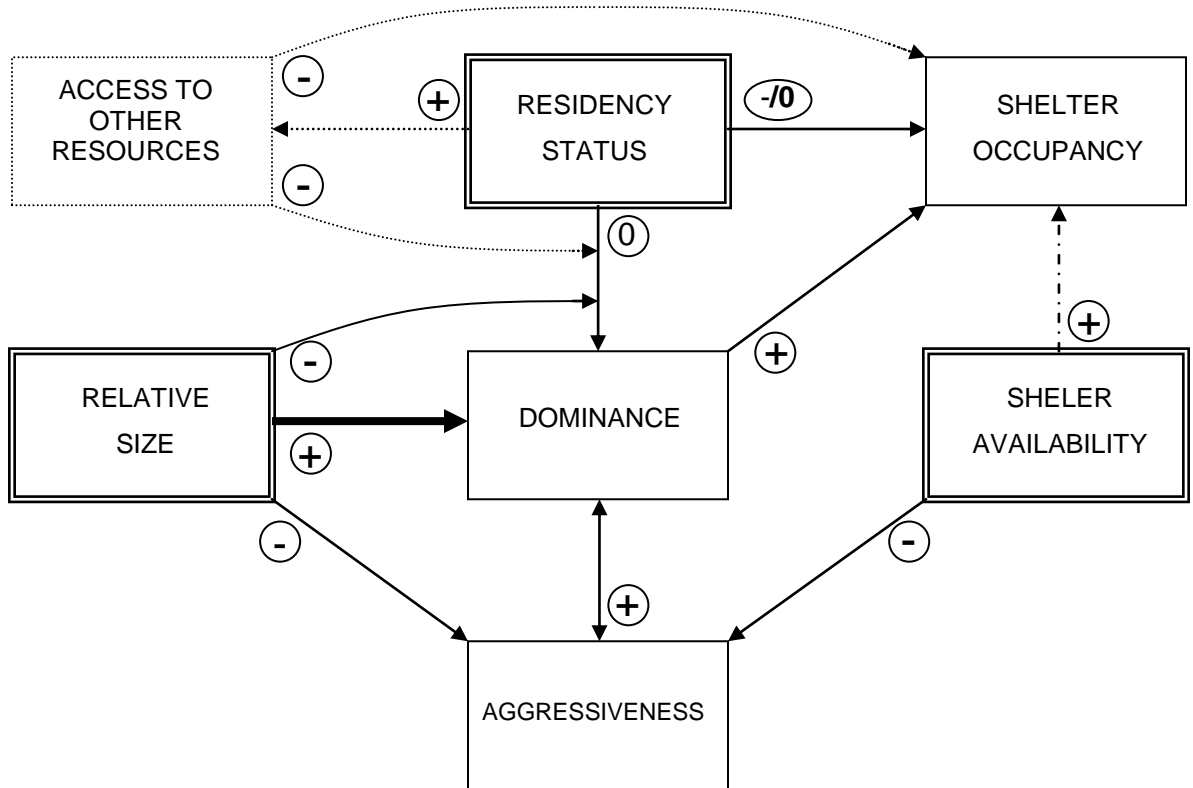 ACCESS TO
OTHER
RESOURCES
-
-
+
RESIDENCY
STATUS
-/0
0
SHELTER
OCCUPANCY
RELATIVE
SIZE
-
+
-
DOMINANCE
+
+
SHELER
AVAILABILITY
+
-
AGGRESSIVENESS